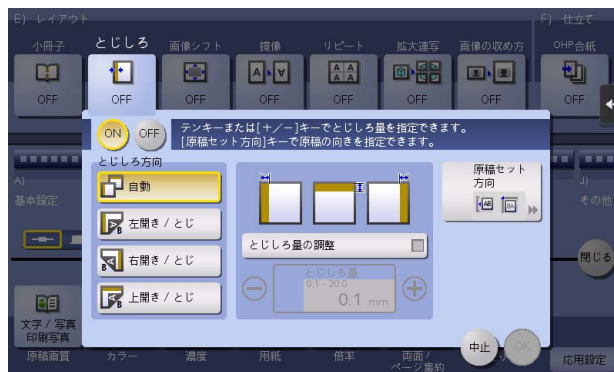 E) レイアウト
F) 仕立て
小冊子
とじしろ
画像シフト
鏡像
リピート
拡大連写
画像の収め方
OHP合紙
OFF
OFF
OFF
OFF
OFF
OFF
OFF
OFF
ON
OFF
テンキーまたは[+/−]キーでとじしろ量を指定できます。
[原稿セット方向]キーで原稿の向きを指定できます。
とじしろ方向
自動
左開き / とじ
右開き / とじ
上開き / とじ
とじしろ量の調整
とじしろ量
0.1 - 20.0
0.1 mm
原稿セット
方向
A)
基本設定
J)
その他
閉じる
文字 / 写真
印刷写真
中止
OK
原稿画質
カラー
濃度
用紙
倍率
両面 /
ページ集約
応用設定